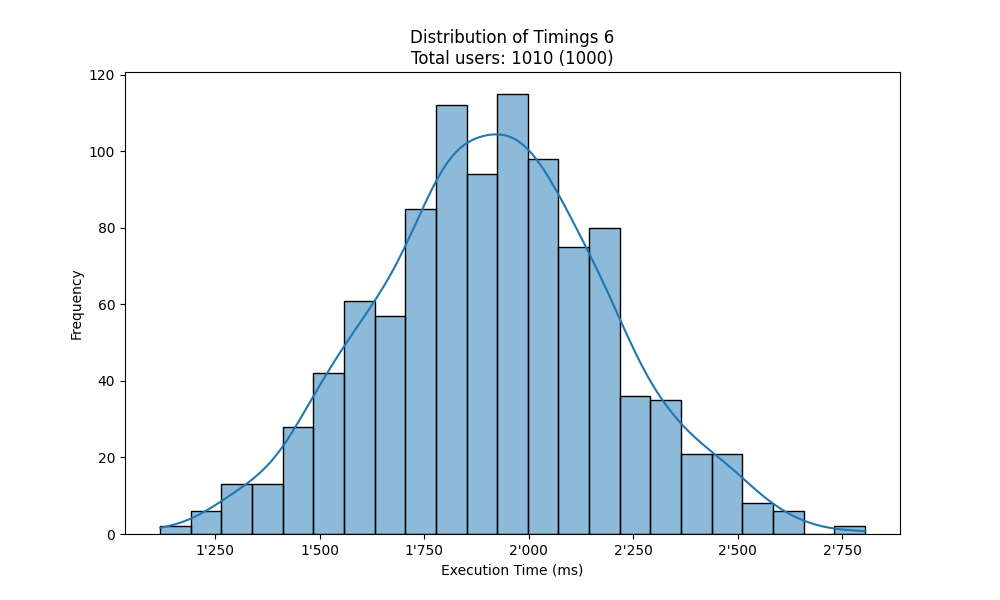 Distribution of Timings 6
Total users: 1010 (1000)
120
100
80
60
40
20
0
Frequency
1'250 1'500 1'750 2'000 2'250 2'500 2'750
Execution Time (ms)